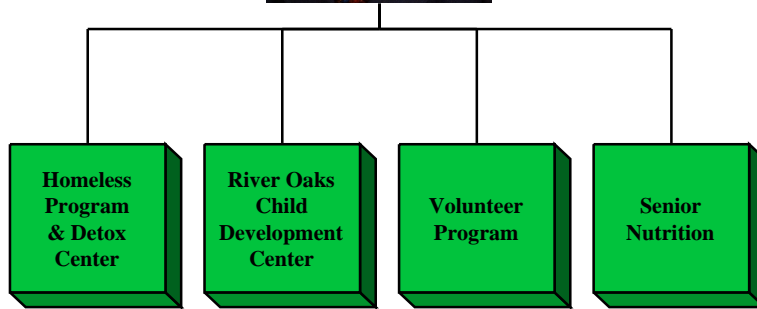 Homeless
Program
& Detox
Center
River Oaks
Child
Development
Center
Volunteer
Program
Senior
Nutrition